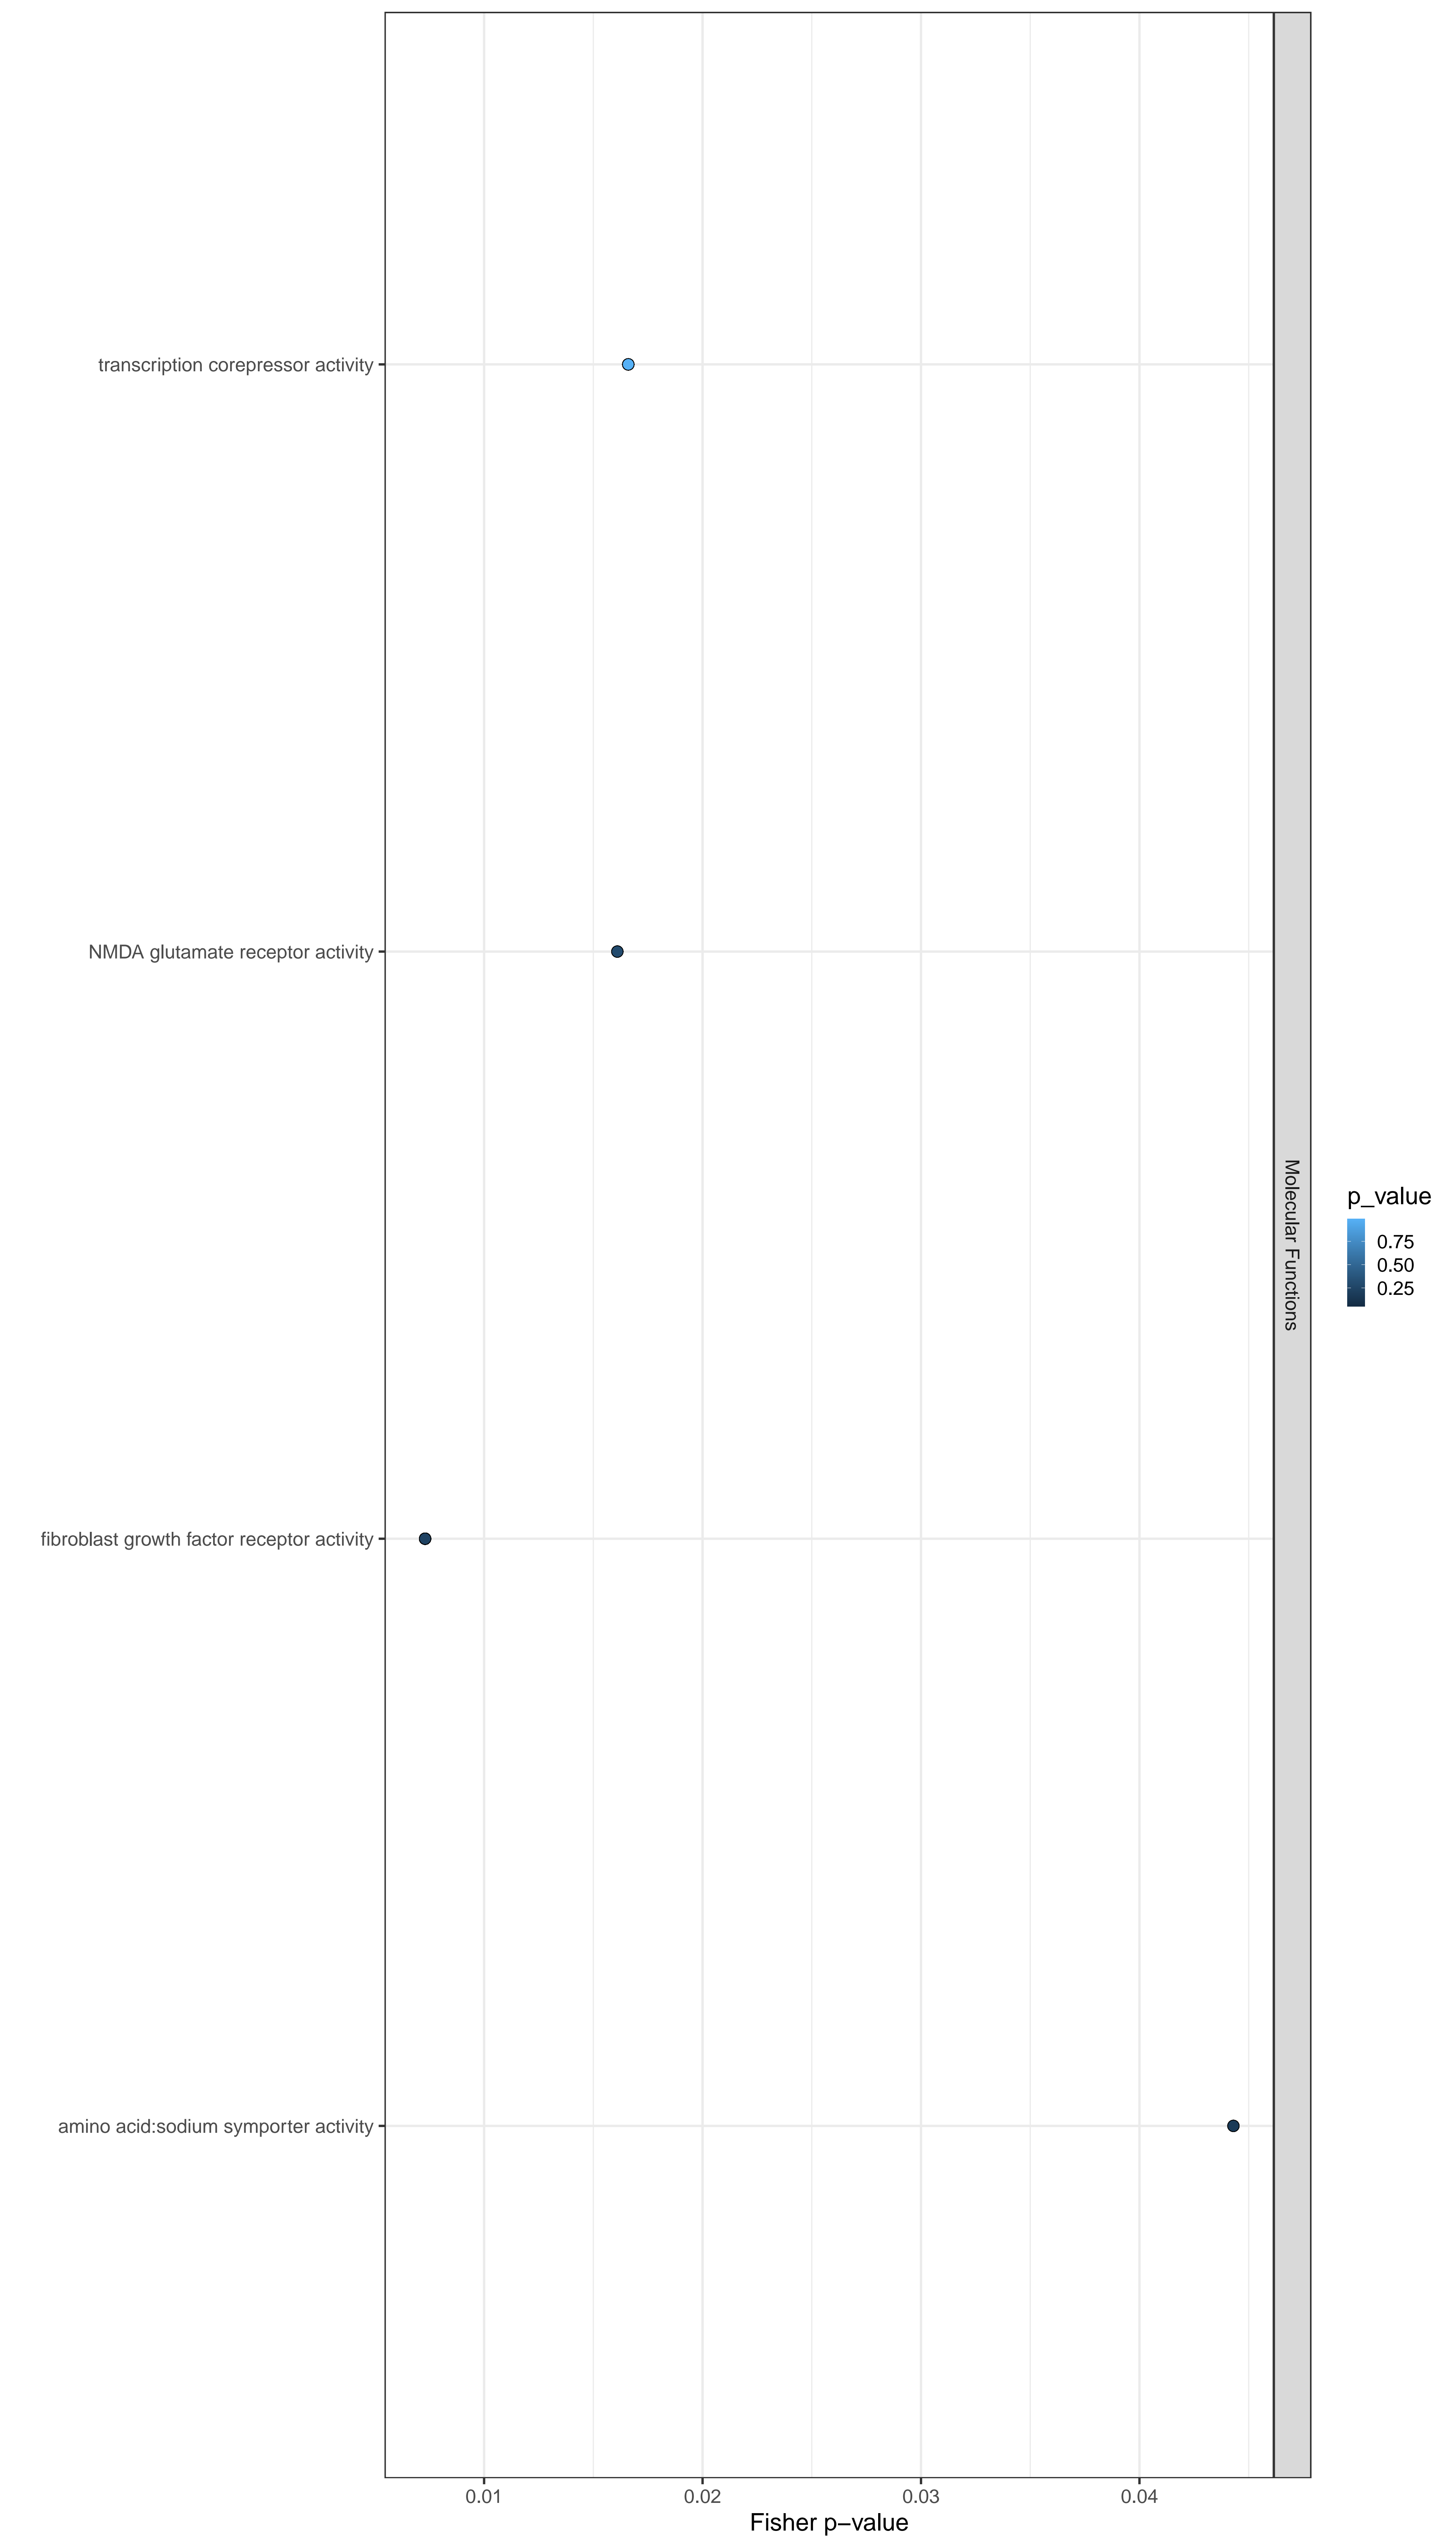 transcription corepressor activity
NMDA glutamate receptor activity
fibroblast growth factor receptor activity
amino acid:sodium symporter activity
0.01
0.02
0.03
0.04
Fisher p−value
Molecular Functions
p_value
0.75
0.50
0.25